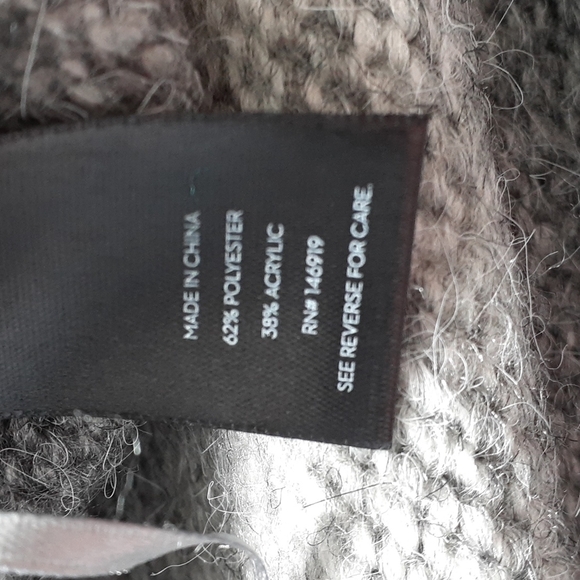 MADE IN CHINA
62% POLYESTER
38% ACRYLIC
RN# 146919
SEE REVERSE FOR CARE.